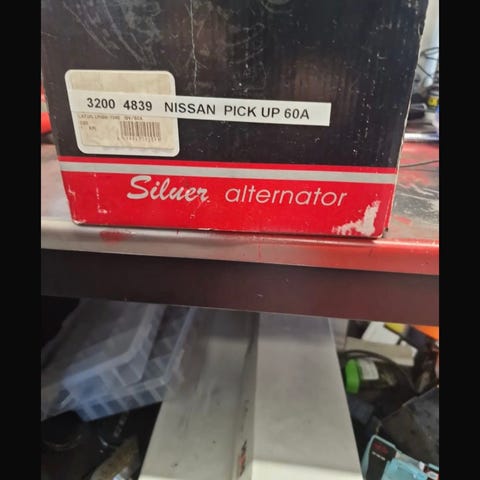 3200 4839 NISSAN PICK UP 60A
Silver alternator